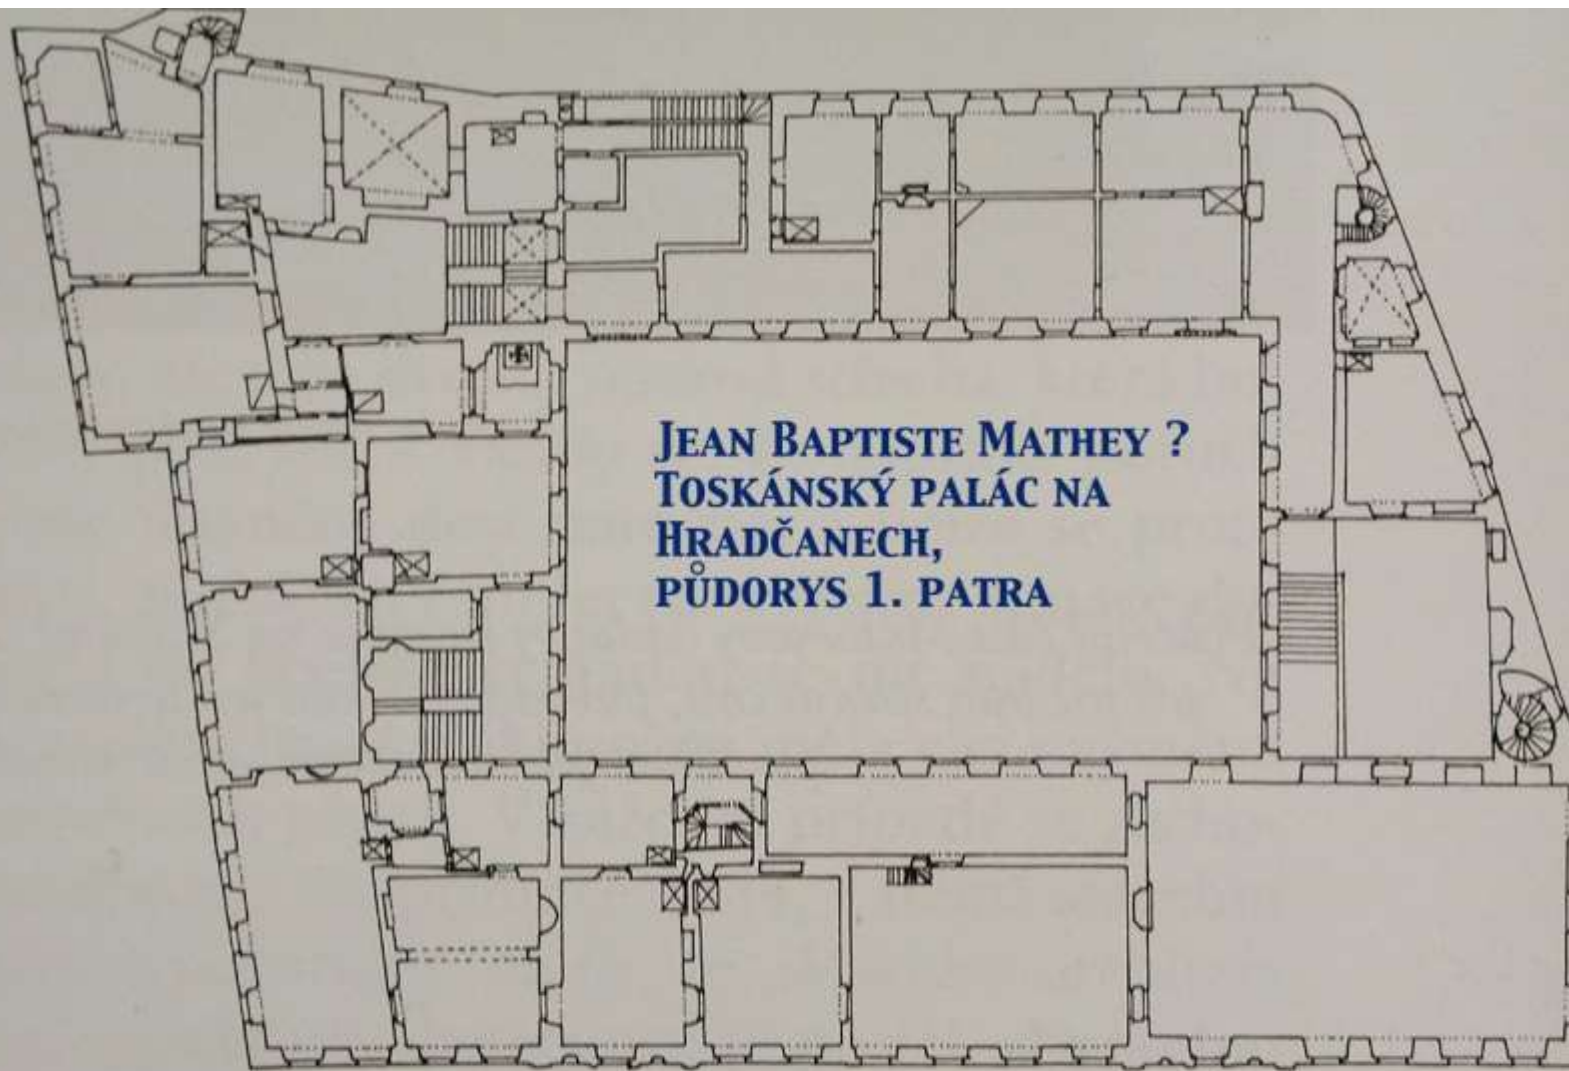 Jean Baptiste Mathey ?
Toskánský palác na
Hradčanech,
půdorys 1. patra